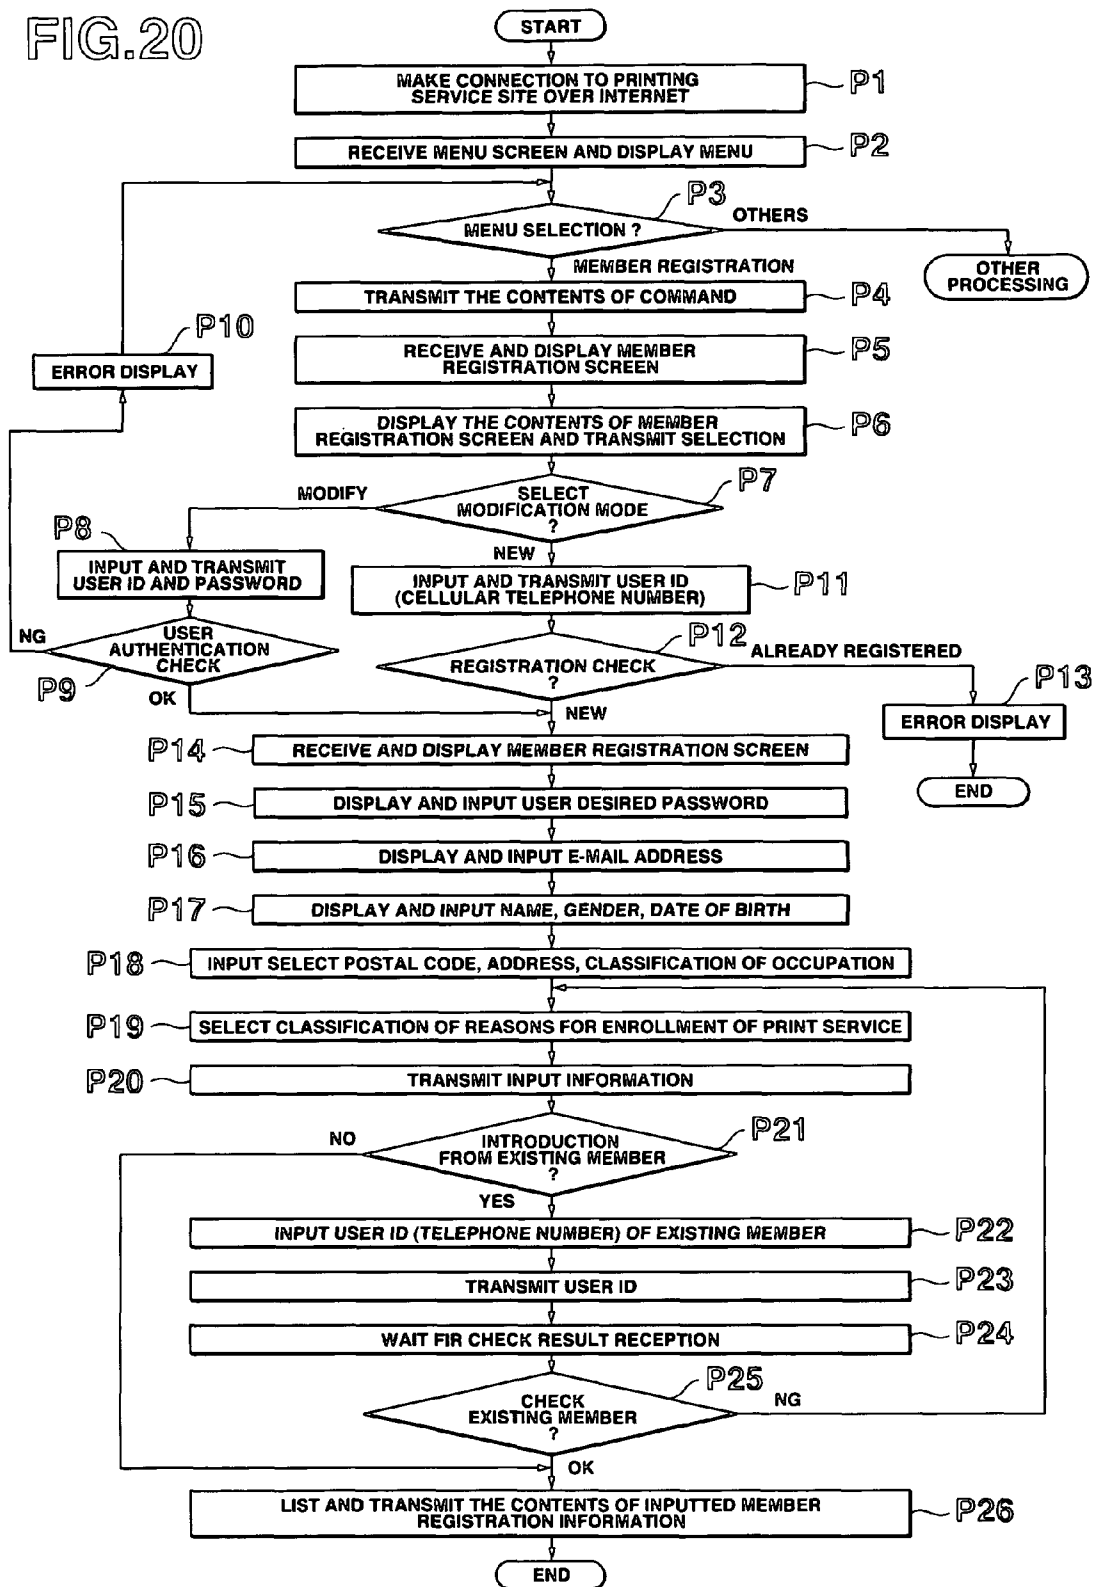 FIG.20
START
MAKE CONNECTION TO PRINTING
SERVICE SITE OVER INTERNET
P1
RECEIVE MENU SCREEN AND DISPLAY MENU
P2
P3
MENU SELECTION ?
OTHERS
MEMBER REGISTRATION
OTHER
PROCESSING
TRANSMIT THE CONTENTS OF COMMAND
P4
P10
ERROR DISPLAY
RECEIVE AND DISPLAY MEMBER
REGISTRATION SCREEN
P5
DISPLAY THE CONTENTS OF MEMBER
REGISTRATION SCREEN AND TRANSMIT SELECTION
P6
P7
MODIFY
SELECT
MODIFICATION MODE
?
NEW
P8
INPUT AND TRANSMIT
USER ID AND PASSWORD
INPUT AND TRANSMIT USER ID
(CELLULAR TELEPHONE NUMBER)
P11
NG
USER
AUTHENTICATION
CHECK
P9
OK
P12
REGISTRATION CHECK
?
ALREADY REGISTERED
NEW
P13
ERROR DISPLAY
END
P14
RECEIVE AND DISPLAY MEMBER REGISTRATION SCREEN
P15
DISPLAY AND INPUT USER DESIRED PASSWORD
P16
DISPLAY AND INPUT E-MAIL ADDRESS
P17
DISPLAY AND INPUT NAME, GENDER, DATE OF BIRTH
P18
INPUT SELECT POSTAL CODE, ADDRESS, CLASSIFICATION OF OCCUPATION
P19
SELECT CLASSIFICATION OF REASONS FOR ENROLLMENT OF PRINT SERVICE
P20
TRANSMIT INPUT INFORMATION
P21
NO
INTRODUCTION
FROM EXISTING MEMBER
?
YES
INPUT USER ID (TELEPHONE NUMBER) OF EXISTING MEMBER
P22
TRANSMIT USER ID
P23
WAIT FIR CHECK RESULT RECEPTION
P24
P25
CHECK
EXISTING MEMBER
?
NG
OK
LIST AND TRANSMIT THE CONTENTS OF INPUTTED MEMBER
REGISTRATION INFORMATION
P26
END